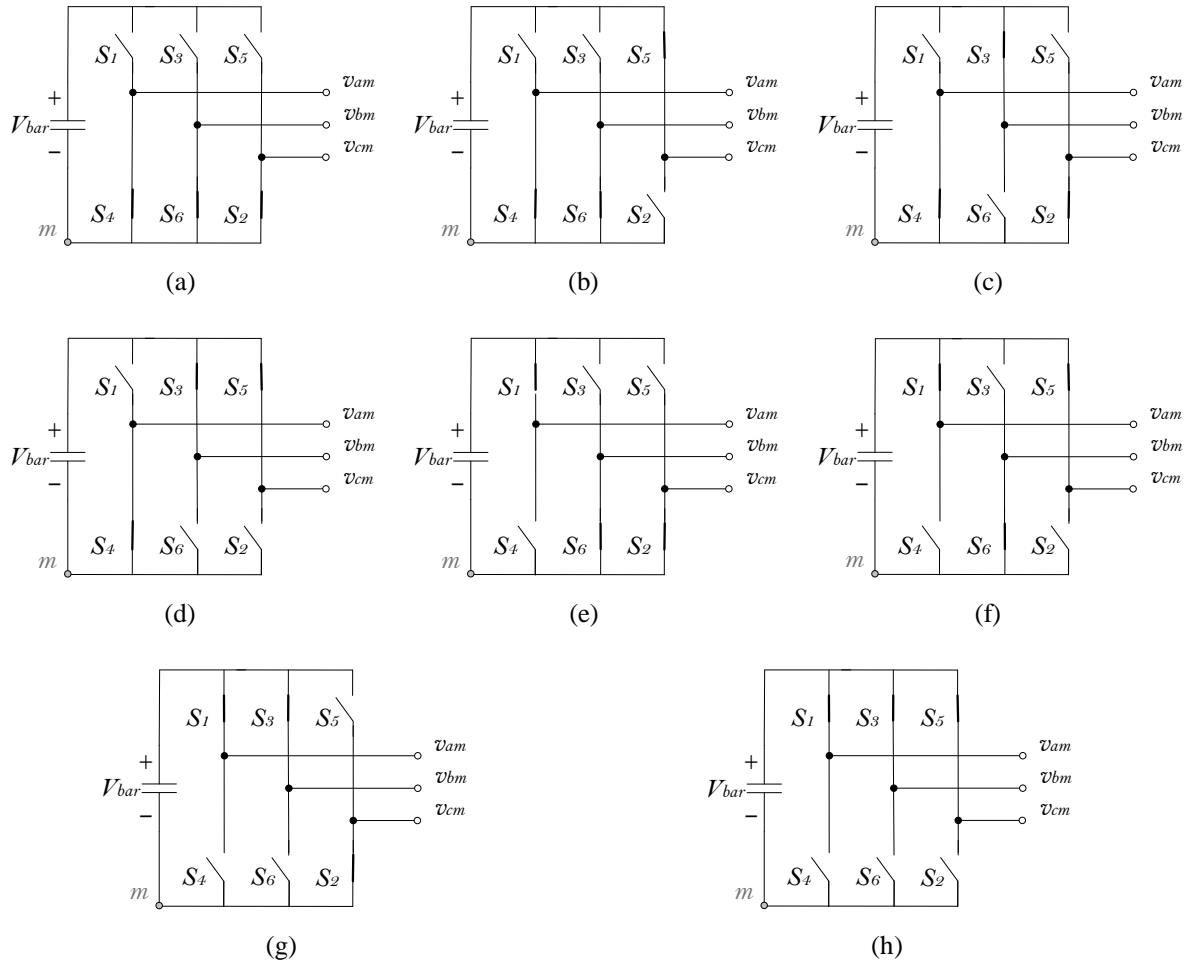 S1 S3 S5
vam
+
Vbar
vbm
−
vcm
S4 S6 S2
m
(a)
S1 S3 S5
vam
+
Vbar
vbm
−
vcm
S4 S6 S2
m
(b)
S1 S3 S5
vam
+
Vbar
vbm
−
vcm
S4 S6 S2
m
(c)
S1 S3 S5
vam
+
Vbar
vbm
−
vcm
S4 S6 S2
m
(d)
S1 S3 S5
vam
+
Vbar
vbm
−
vcm
S4 S6 S2
m
(e)
S1 S3 S5
vam
+
Vbar
vbm
−
vcm
S4 S6 S2
m
(f)
S1 S3 S5
vam
+
Vbar
vbm
−
vcm
S4 S6 S2
m
(g)
S1 S3 S5
vam
+
Vbar
vbm
−
vcm
S4 S6 S2
m
(h)